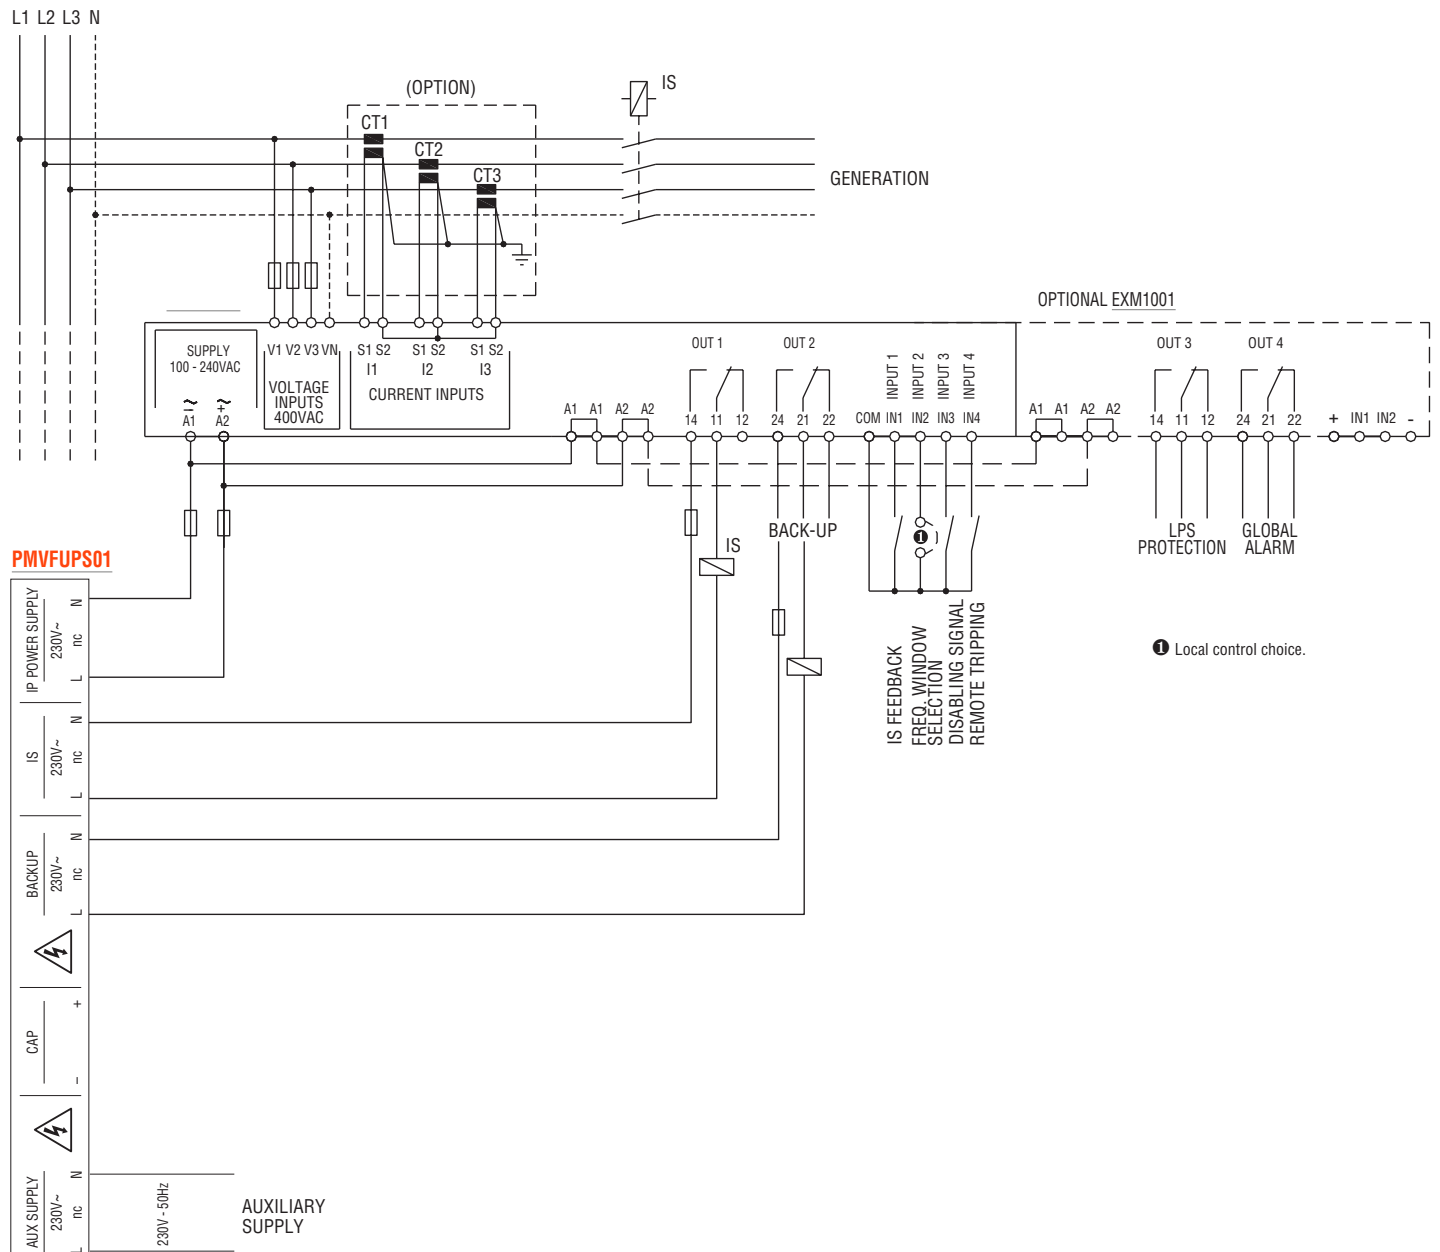 L1 L2 L3 N
(OPTION)
IS
CT1
CT2
CT3
GENERATION
OPTIONAL EXM1001
SUPPLY
100 - 240VAC
~
–
A1
~
+
A2
V1 V2 V3 VN
VOLTAGE
INPUTS
400VAC
S1 S2
I1
S1 S2
I2
S1 S2
I3
CURRENT INPUTS
A1 A1 A2 A2
OUT 1
14 11 12
OUT 2
24 21 22
INPUT 1
INPUT 2
INPUT 3
INPUT 4
COM IN1 IN2 IN3 IN4
A1 A1 A2 A2
OUT 3
14 11 12
OUT 4
24 21 22
+ IN1 IN2 -
IS
BACK-UP
❶
LPS
PROTECTION
GLOBAL
ALARM
IS FEEDBACK
FREQ. WINDOW
SELECTION
DISABLING SIGNAL
REMOTE TRIPPING
❶ Local control choice.
PMVFUPS01
IP POWER SUPPLY
230V~
L nc N
IS
230V~
L nc N
BACKUP
230V~
L nc N
CAP
– +
AUX SUPPLY
230V~
L nc N
230V - 50Hz
AUXILIARY
SUPPLY